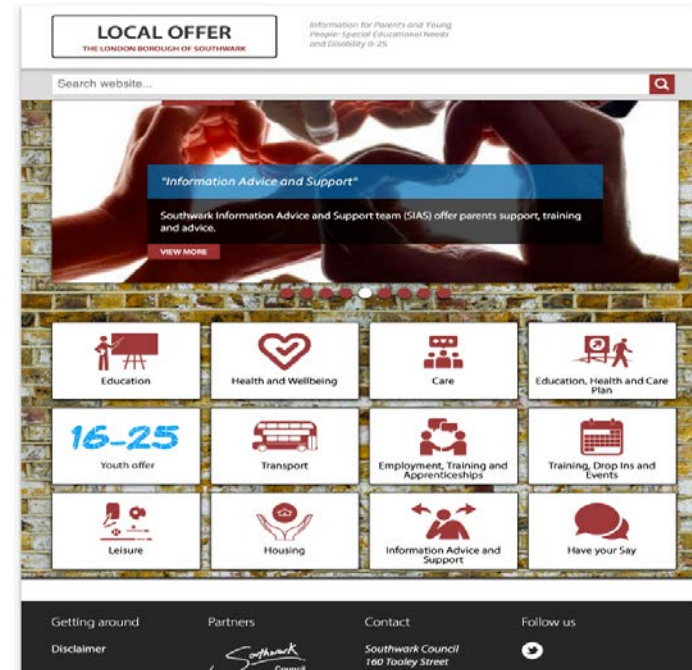 LOCAL OFFER
THE LONDON BOROUGH OF SOUTHWARK
Information for Parents and Young
People: Special Educational Needs
and Disability 0-25
Search website...
"Information Advice and Support"
Southwark Information Advice and Support team (SIAS) offer parents support, training
and advice.
VIEW MORE
Education
Health and Wellbeing
Care
Education, Health and Care
Plan
16-25
Youth offer
Transport
Employment, Training and
Apprenticeships
Training, Drop Ins and
Events
Leisure
Housing
Information Advice and
Support
Have your Say
Getting around
Partners
Contact
Follow us
Disclaimer
Southwark
Council
Southwark Council
160 Tooley Street